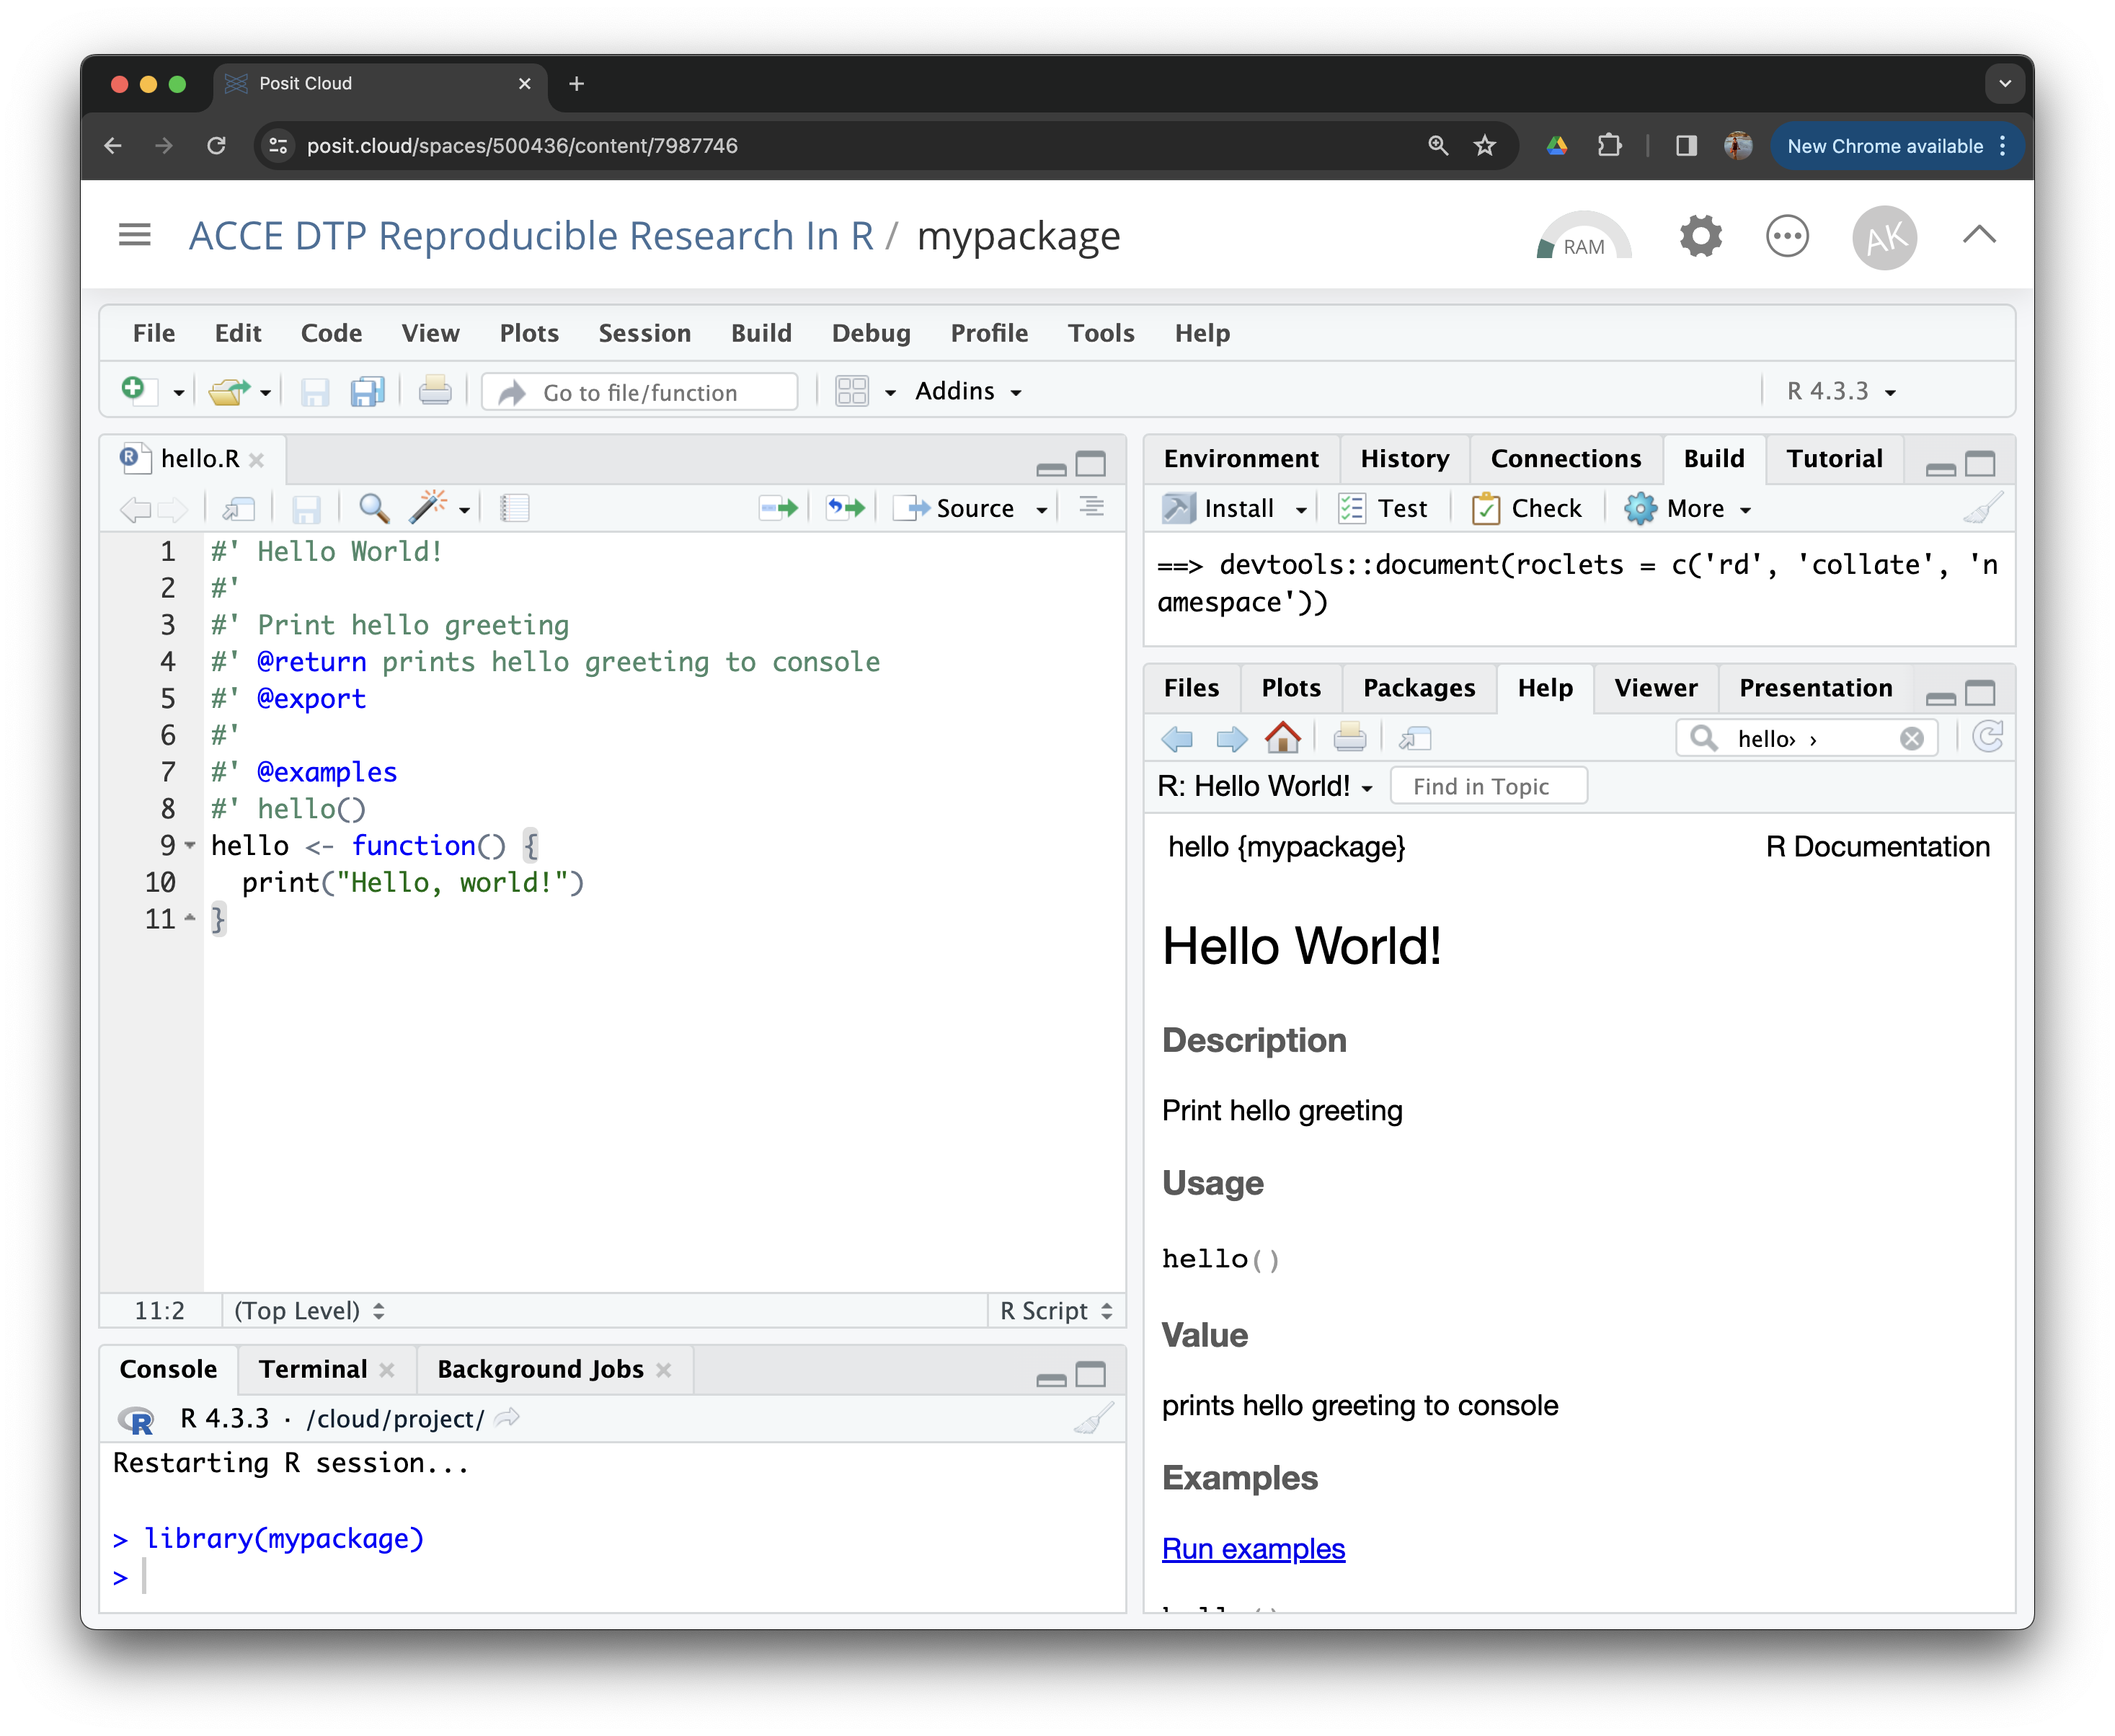 Posit Cloud
posit.cloud/spaces/500436/content/7987746
New Chrome available
ACCE DTP Reproducible Research In R / mypackage
RAM
AK
File Edit Code View Plots Session Build Debug Profile Tools Help
Go to file/function
Addins
R 4.3.3
hello.R
Source
1 #' Hello World!
2 #'
3 #' Print hello greeting
4 #' @return prints hello greeting to console
5 #' @export
6 #'
7 #' @examples
8 #' hello()
9 hello <- function() {
10 print("Hello, world!")
11 }
11:2 (Top Level) R Script
Console Terminal Background Jobs
R 4.3.3 · /cloud/project/
Restarting R session...
> library(mypackage)
>
Environment History Connections Build Tutorial
Install Test Check More
==> devtools::document(roclets = c('rd', 'collate', 'n
amespace'))
Files Plots Packages Help Viewer Presentation
hello› ›
R: Hello World! Find in Topic
hello {mypackage} R Documentation
Hello World!
Description
Print hello greeting
Usage
hello()
Value
prints hello greeting to console
Examples
Run examples